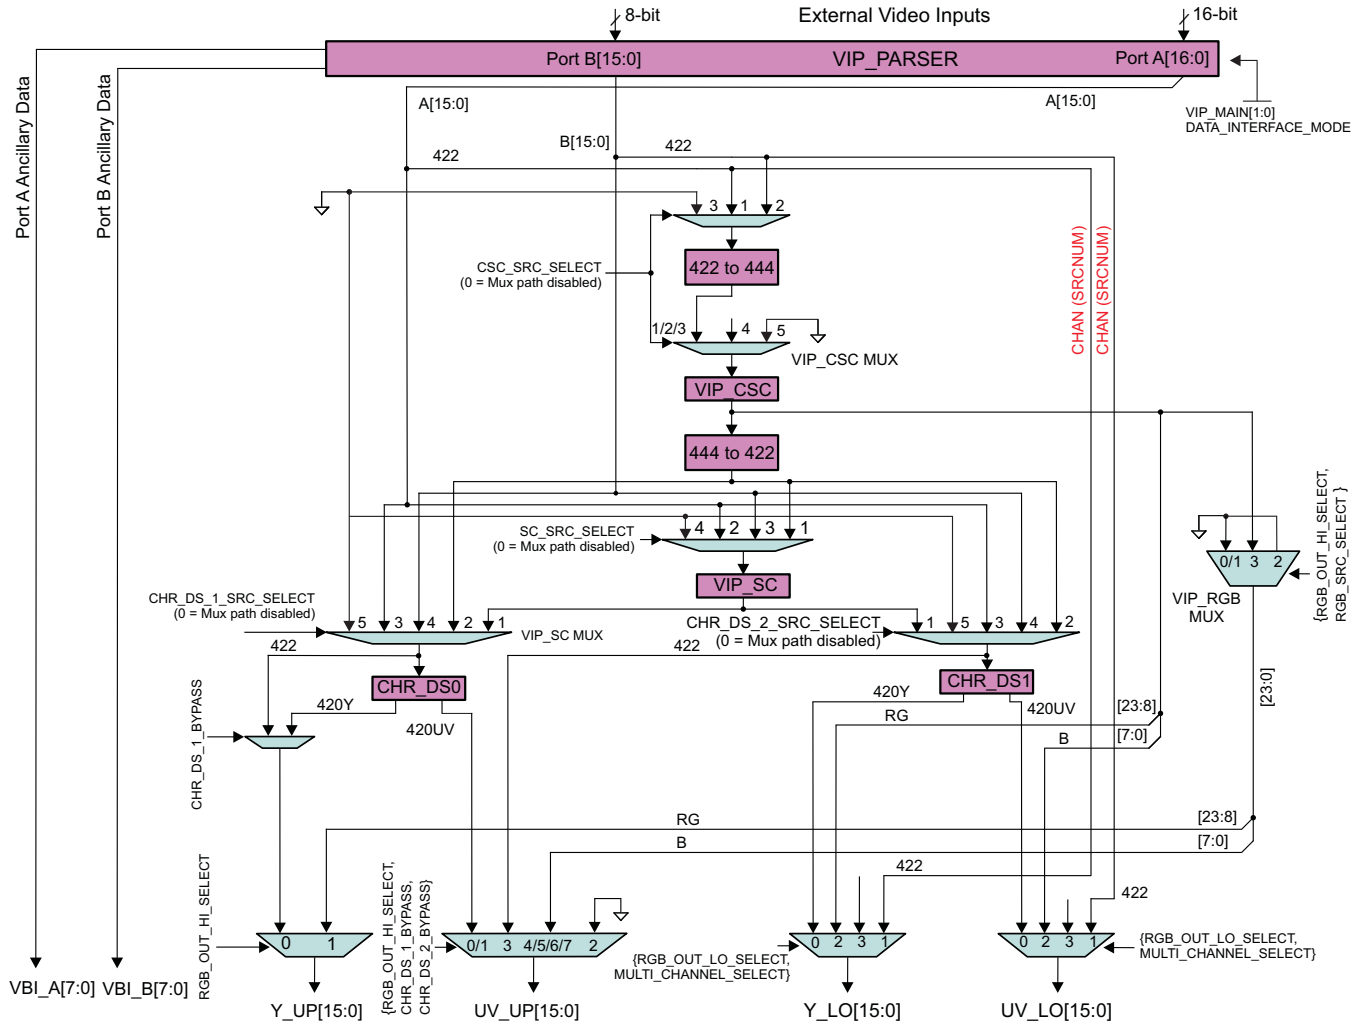 8-bit
External Video Inputs
16-bit
Port B[15:0]
VIP_PARSER
Port A[16:0]
A[15:0]
A[15:0]
VIP_MAIN[1:0]
DATA_INTERFACE_MODE
Port A Ancillary Data
Port B Ancillary Data
B[15:0]
422
422
3 1 2
CSC_SRC_SELECT
(0 = Mux path disabled)
422 to 444
CHAN (SRCNUM)
CHAN (SRCNUM)
1/2/3 4 5
VIP_CSC MUX
VIP_CSC
444 to 422
SC_SRC_SELECT
(0 = Mux path disabled)
4 2 3 1
{RGB_OUT_HI_SELECT,
RGB_SRC_SELECT }
0/1 3 2
VIP_RGB
MUX
VIP_SC
CHR_DS_1_SRC_SELECT
(0 = Mux path disabled)
5 3 4 2 1
VIP_SC MUX
CHR_DS_2_SRC_SELECT
(0 = Mux path disabled)
1 5 3 4 2
422
422
CHR_DS0
CHR_DS1
420Y
420UV
420Y
420UV
RG
[23:8]
B
[7:0]
[23:0]
CHR_DS_1_BYPASS
RG
[23:8]
B
[7:0]
422
422
RGB_OUT_HI_SELECT
{RGB_OUT_HI_SELECT,
CHR_DS_1_BYPASS,
CHR_DS_2_BYPASS}
0 1
0/1 3 4/5/6/7 2
0 2 3 1
0 2 3 1
{RGB_OUT_LO_SELECT,
MULTI_CHANNEL_SELECT}
{RGB_OUT_LO_SELECT,
MULTI_CHANNEL_SELECT}
VBI_A[7:0]
VBI_B[7:0]
Y_UP[15:0]
UV_UP[15:0]
Y_LO[15:0]
UV_LO[15:0]